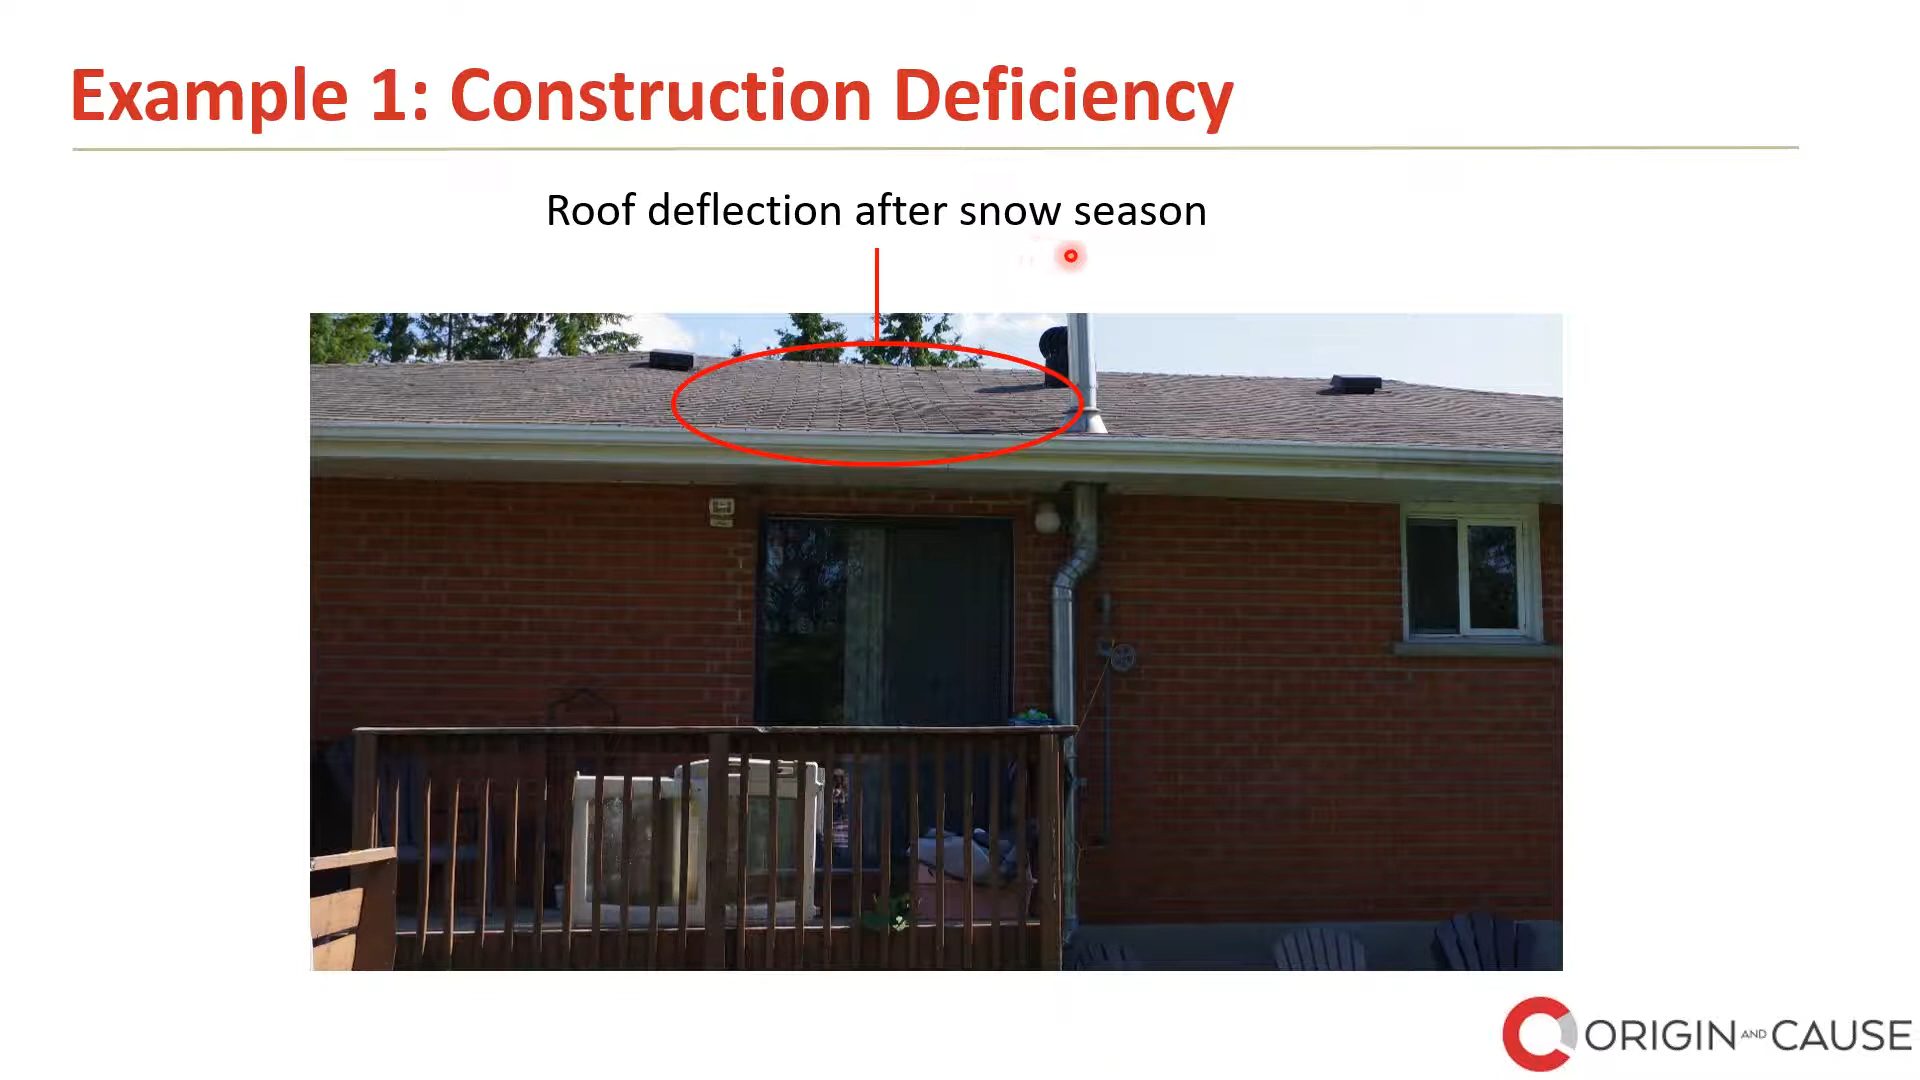 Example 1: Construction Deficiency
Roof deflection after snow season
ORIGIN AND CAUSE